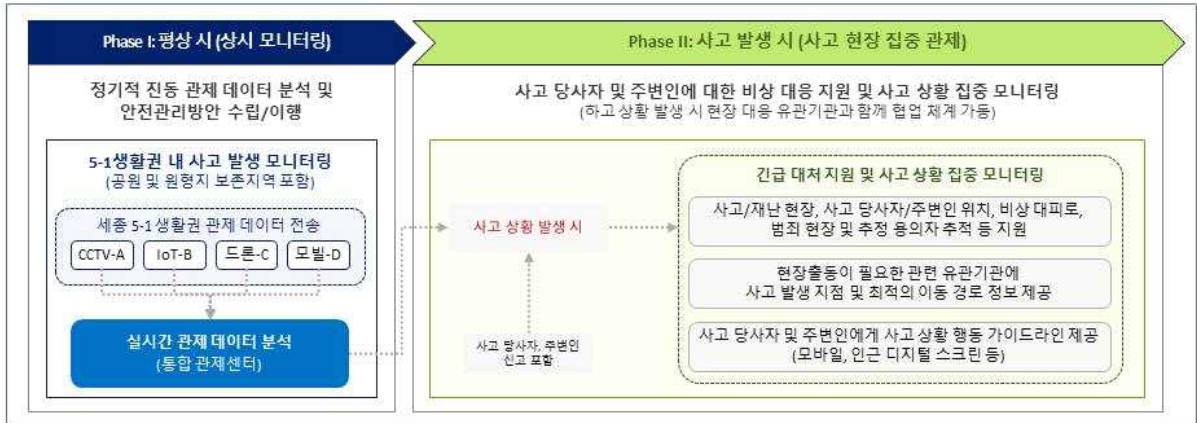 Phase I: 평상 시 (상시 모니터링)
Phase II: 사고 발생 시 (사고 현장 집중 관제)
정기적 진동 관제 데이터 분석 및
안전관리방안 수립/이행
5-1생활권 내 사고 발생 모니터링
(공원 및 원형지 보존지역 포함)
세종 5-1 생활권 관제 데이터 전송
CCTV-A
IoT-B
드론-C
모빌-D
실시간 관제 데이터 분석
(통합 관제센터)
사고 당사자 및 주변인에 대한 비상 대응 지원 및 사고 상황 집중 모니터링
(하고 상황 발생 시 현장 대응 유관기관과 함께 협업 체계 가동)
사고 상황 발생 시
사고 당사자, 주변인
신고 포함
긴급 대처 지원 및 사고 상황 집중 모니터링
사고/재난 현장, 사고 당사자/주변인 위치, 비상 대피로,
범죄 현장 및 추정 용의자 추적 등 지원
현장출동이 필요한 관련 유관기관에
사고 발생 지점 및 최적의 이동 경로 정보 제공
사고 당사자 및 주변인에게 사고 상황 행동 가이드라인 제공
(모바일, 인근 디지털 스크린 등)